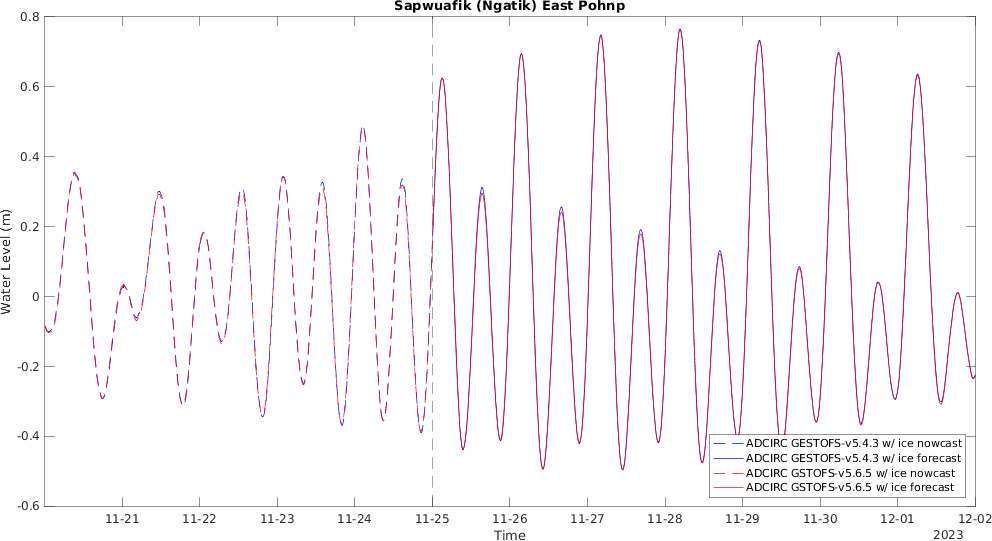 Sapwuafik (Ngatik) East Pohnp
Water Level (m)
0.8
0.6
0.4
0.2
0
-0.2
-0.4
-0.6
ADCIRC GESTOFS-v5.4.3 w/ ice nowcast
ADCIRC GESTOFS-v5.4.3 w/ ice forecast
ADCIRC GSTOFS-v5.6.5 w/ ice nowcast
ADCIRC GSTOFS-v5.6.5 w/ ice forecast
11-21 11-22 11-23 11-24 11-25 11-26 11-27 11-28 11-29 11-30 12-01 12-02
Time
2023